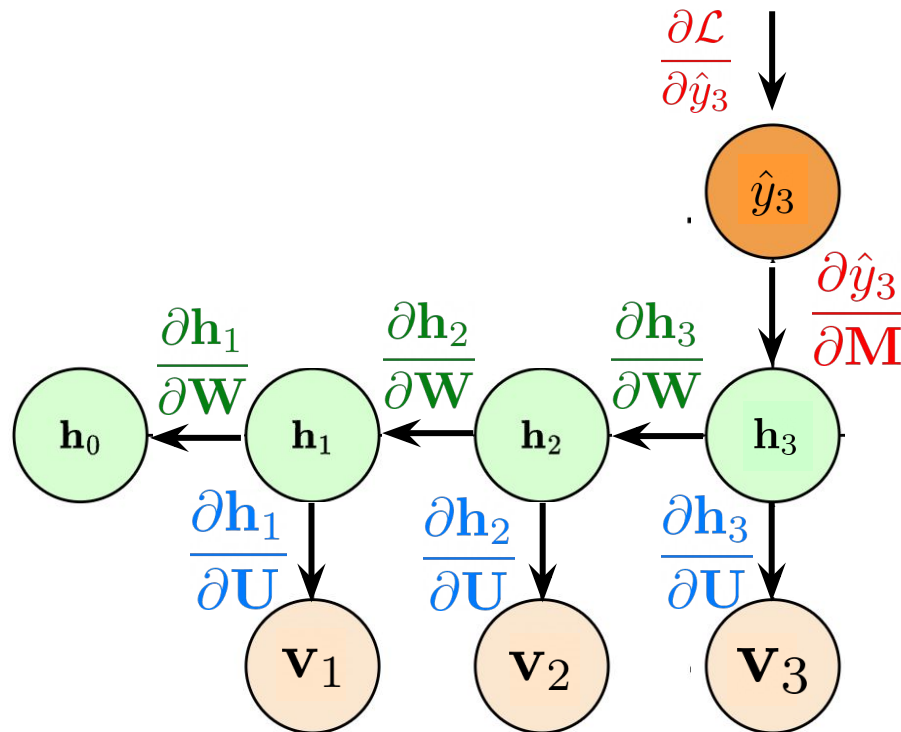 ∂ℒ/∂ŷ₃
ŷ₃
∂ŷ₃/∂𝐌
∂𝐡₁/∂𝐖
∂𝐡₂/∂𝐖
∂𝐡₃/∂𝐖
𝐡₀
𝐡₁
𝐡₂
𝐡₃
∂𝐡₁/∂𝐔
∂𝐡₂/∂𝐔
∂𝐡₃/∂𝐔
𝐯₁
𝐯₂
𝐯₃